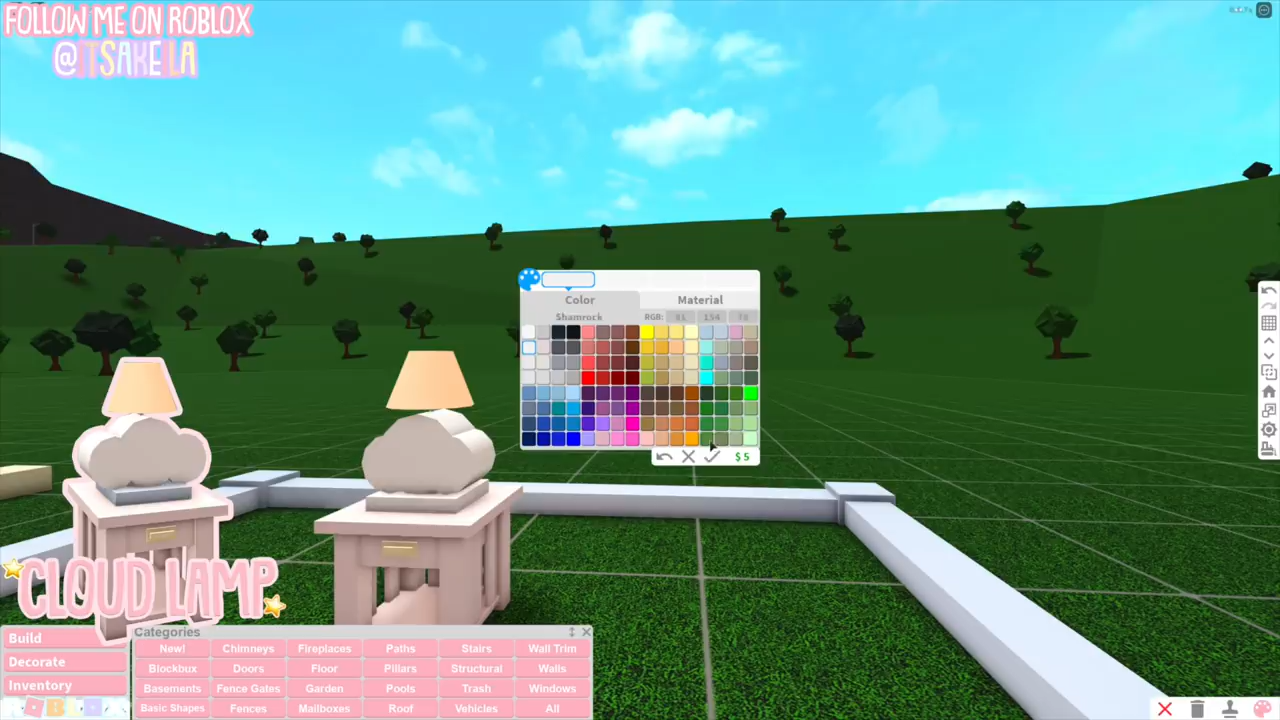 FOLLOW ME ON ROBLOX
@ITSAKEILA
Color
Material
Shamrock
RGB:
91
154
$5
CLOUD LAMP
Build
Decorate
Inventory
Categories
New!
Chimneys
Fireplaces
Paths
Stairs
Wall Trim
Blockbux
Doors
Floor
Pillars
Structural
Walls
Basements
Fence Gates
Garden
Pools
Trash
Windows
Basic Shapes
Fences
Mailboxes
Roof
Vehicles
All